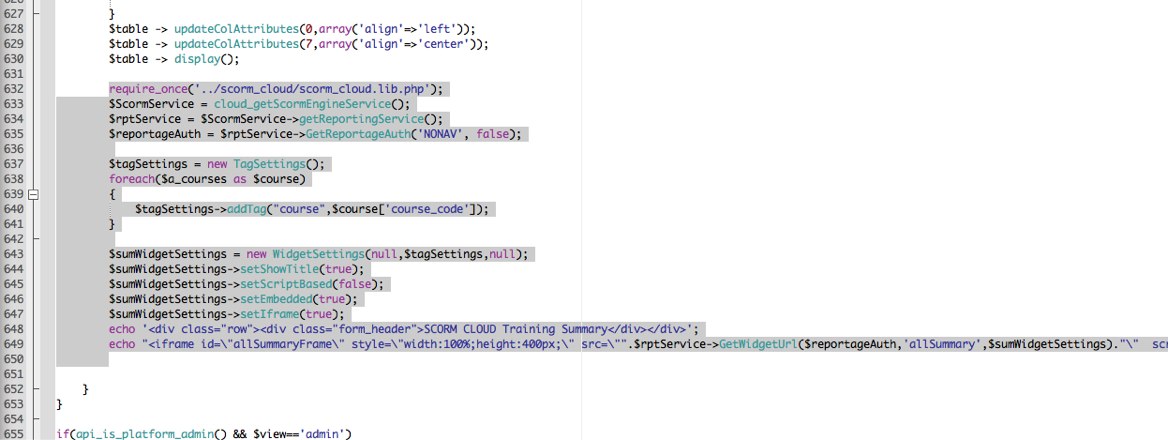 627 }
628 $table -> updateColAttributes(0,array('align'=>'left'));
629 $table -> updateColAttributes(7,array('align'=>'center'));
630 $table -> display();
631
632 require_once('../scorm_cloud/scorm_cloud.lib.php');
633 $ScormService = cloud_getScormEngineService();
634 $rptService = $ScormService->getReportingService();
635 $reportageAuth = $rptService->GetReportageAuth('NONAV', false);
636
637 $tagSettings = new TagSettings();
638 foreach($a_courses as $course)
639 {
640 $tagSettings->addTag("course",$course['course_code']);
641 }
642
643 $sumWidgetSettings = new WidgetSettings(null,$tagSettings,null);
644 $sumWidgetSettings->setShowTitle(true);
645 $sumWidgetSettings->setScriptBased(false);
646 $sumWidgetSettings->setEmbedded(true);
647 $sumWidgetSettings->setIframe(true);
648 echo '<div class="row"><div class="form_header">SCORM CLOUD Training Summary</div></div>';
649 echo "<iframe id=\"allSummaryFrame\" style=\"width:100%;height:400px;\" src=\"".$rptService->GetWidgetUrl($reportageAuth,'allSummary',$sumWidgetSettings)."\" scr
650
651
652 }
653 }
654
655 if(api_is_platform_admin() && $view=='admin')